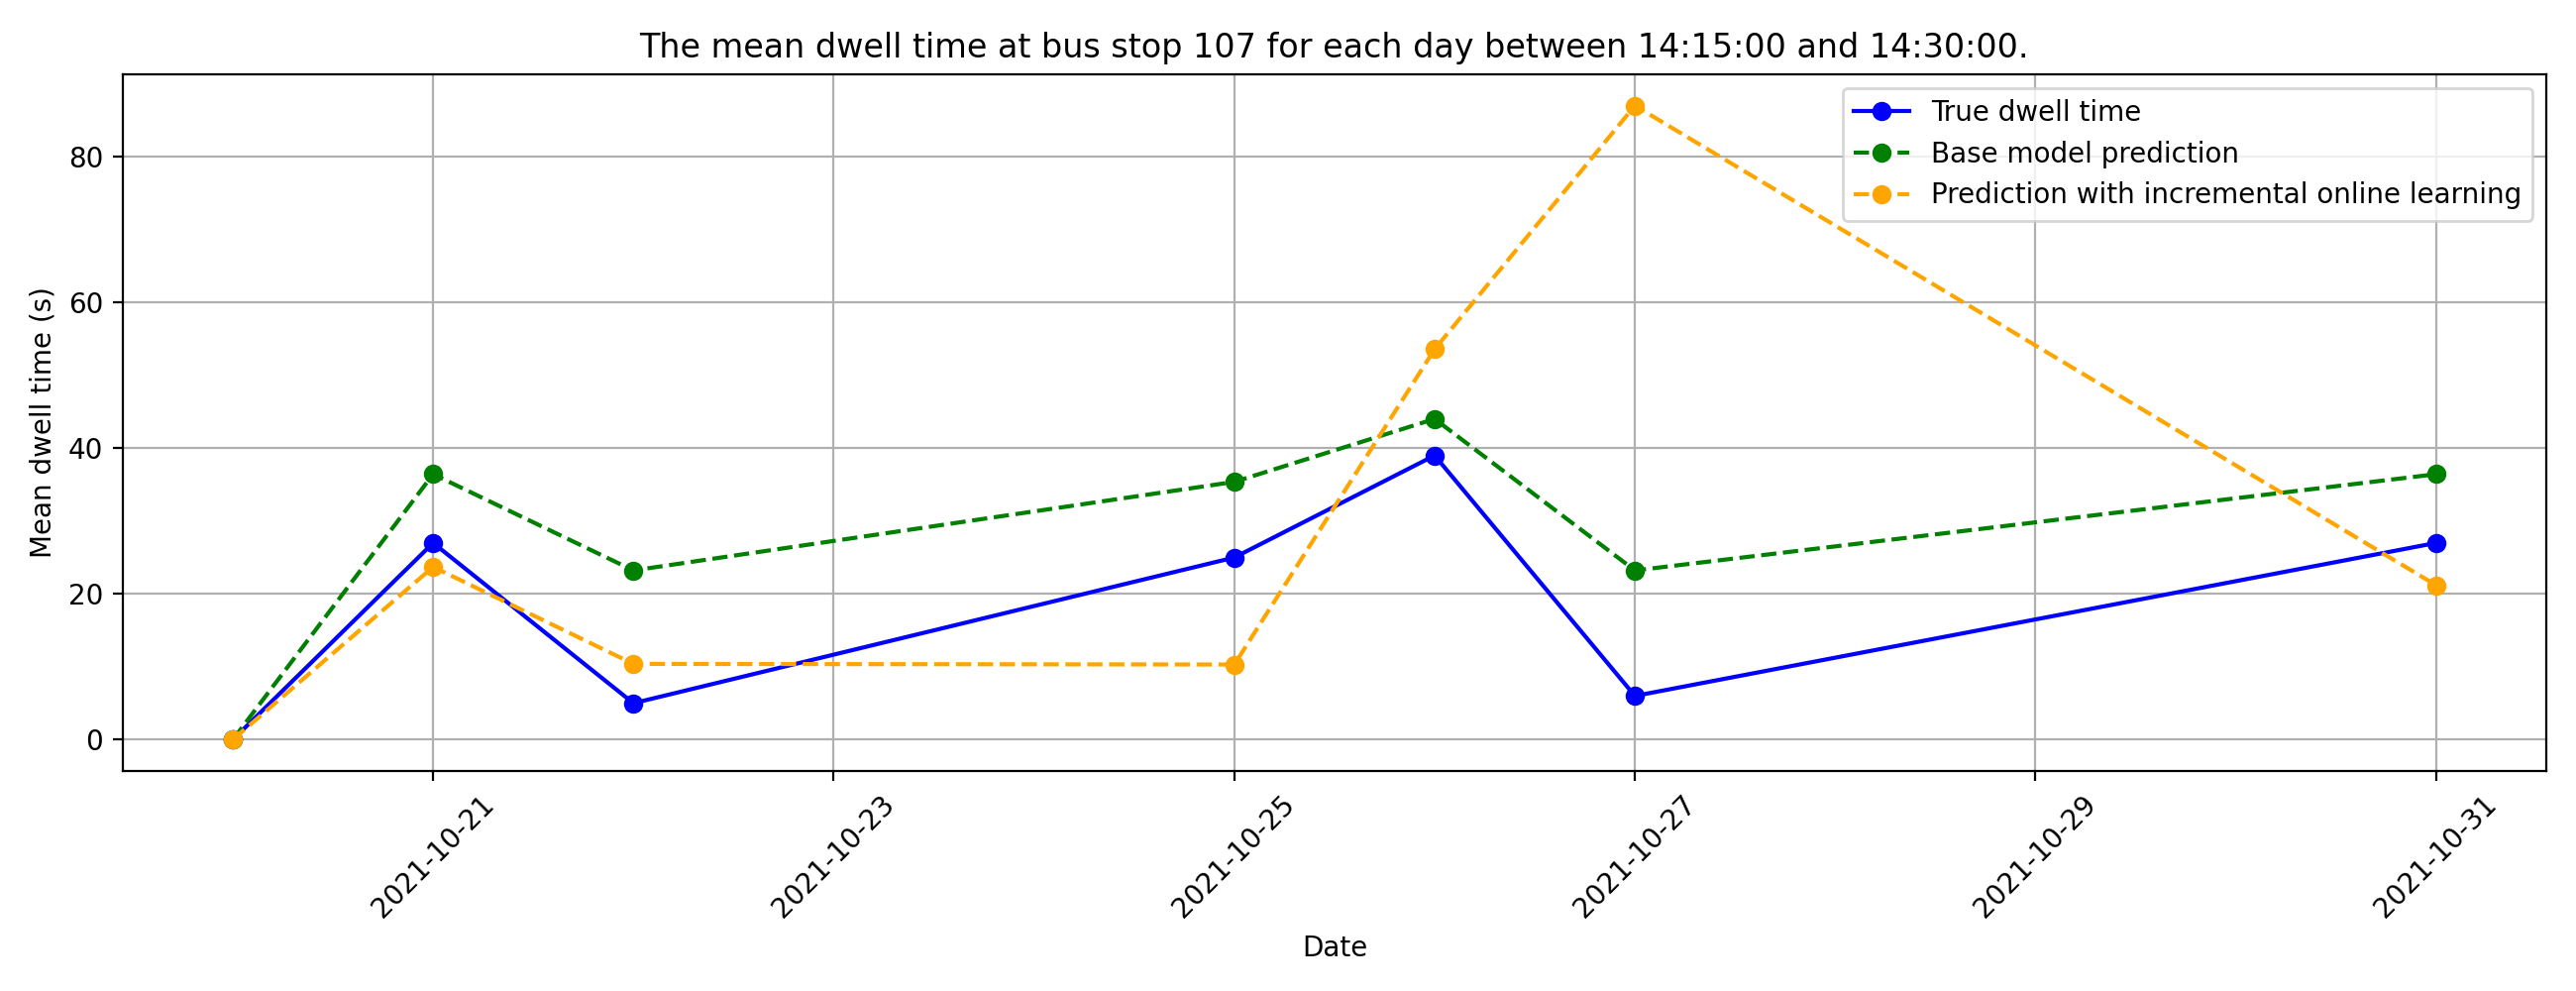 The mean dwell time at bus stop 107 for each day between 14:15:00 and 14:30:00.
True dwell time
Base model prediction
Prediction with incremental online learning
Mean dwell time (s)
80
60
40
20
0
2021-10-21
2021-10-23
2021-10-25
2021-10-27
2021-10-29
2021-10-31
Date